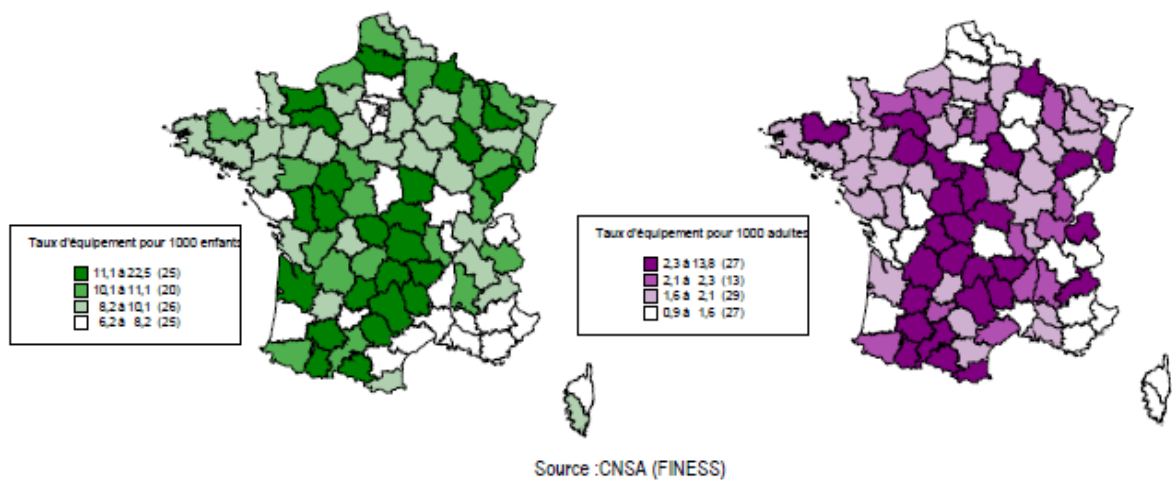 Taux d'équipement pour 1000 enfants
11,1 à 22,5 (25)
10,1 à 11,1 (20)
8,2 à 10,1 (26)
6,2 à 8,2 (25)
Taux d'équipement pour 1000 adultes
2,3 à 13,8 (27)
2,1 à 2,3 (13)
1,6 à 2,1 (29)
0,9 à 1,6 (27)
Source :CNSA (FINESS)